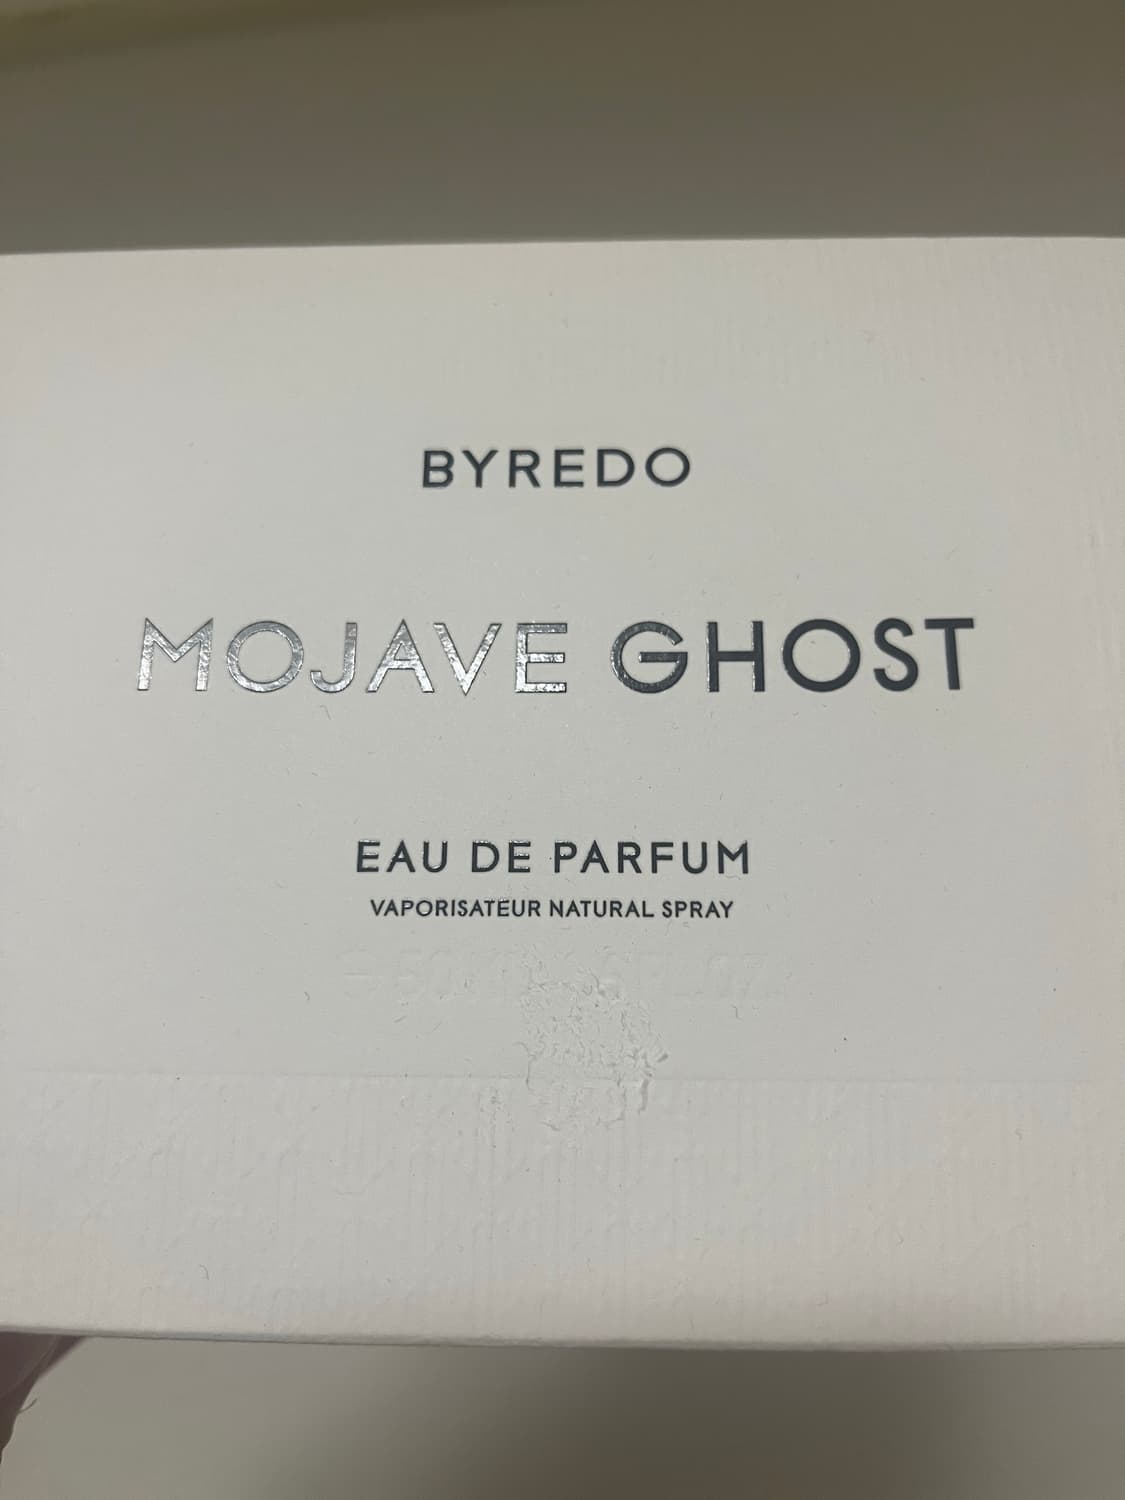 BYREDO
MOJAVE GHOST
EAU DE PARFUM
VAPORISATEUR NATURAL SPRAY